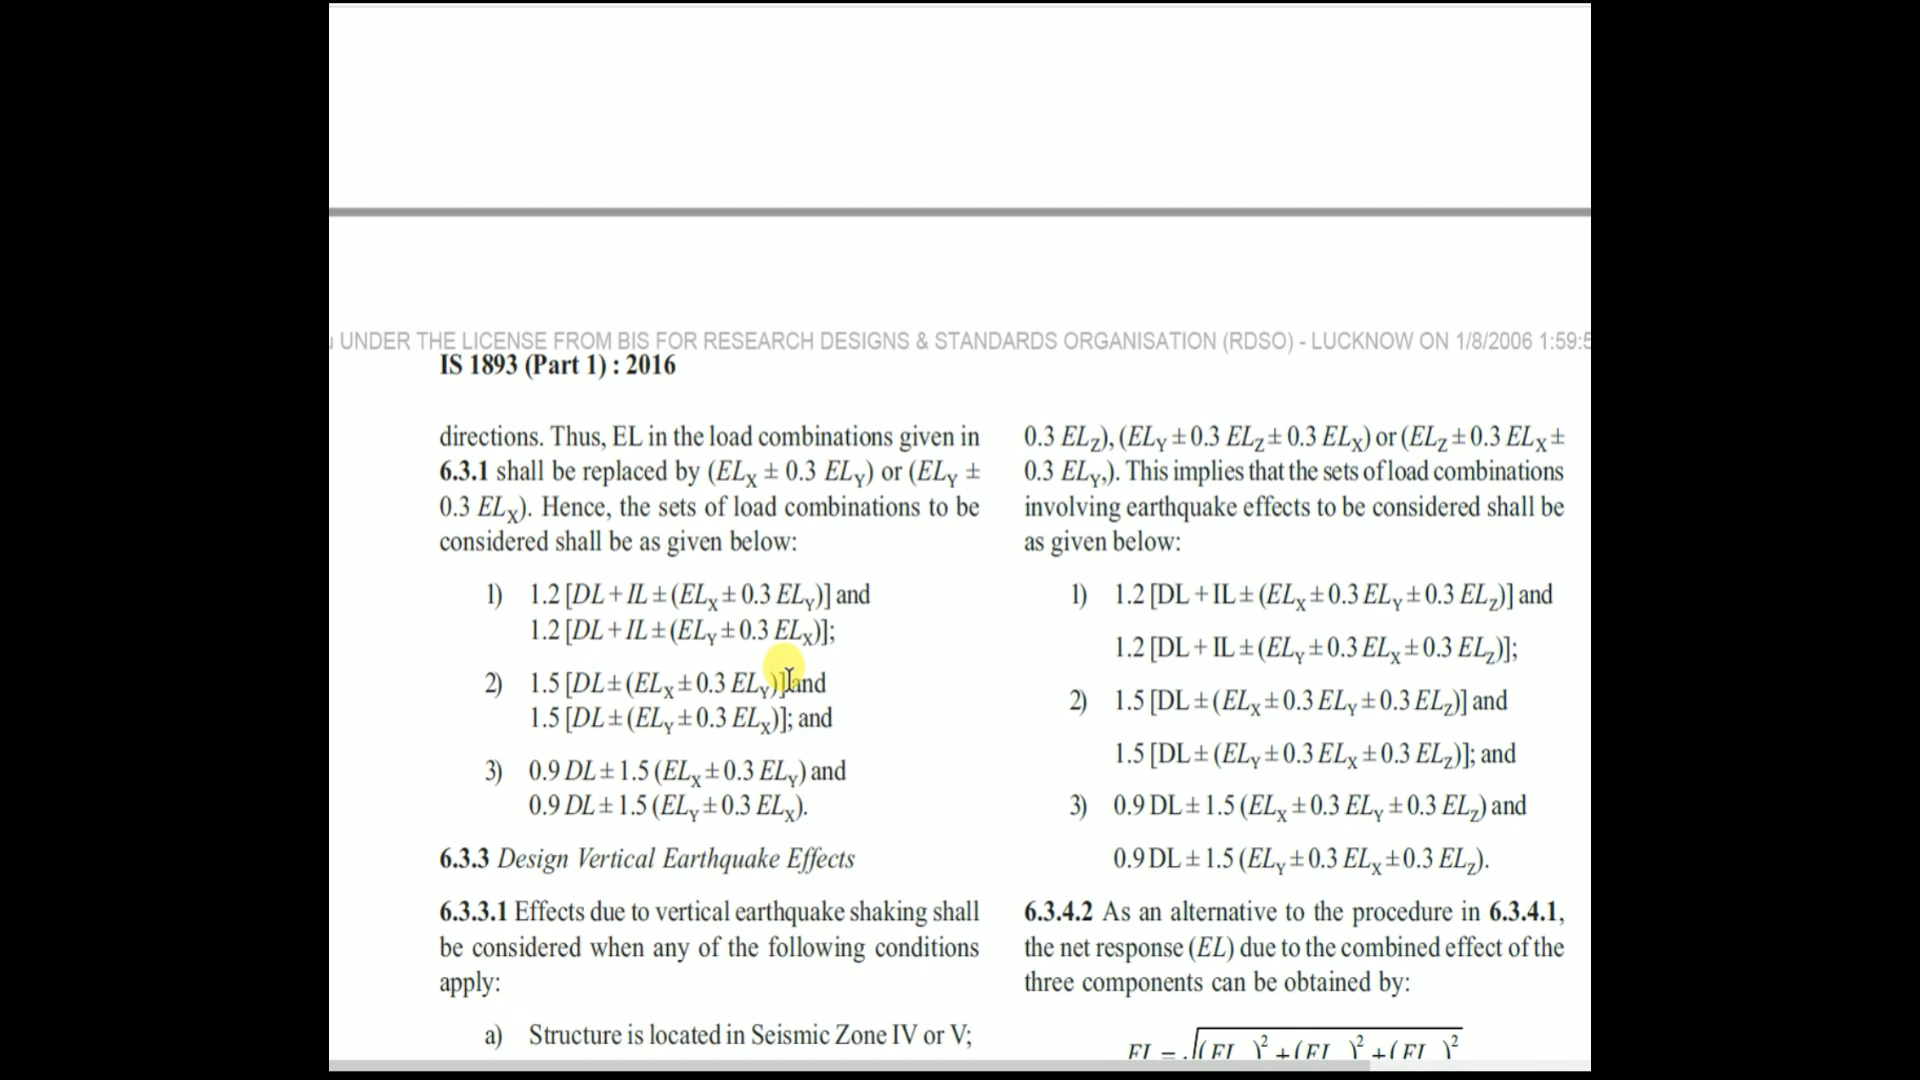 UNDER THE LICENSE FROM BIS FOR RESEARCH DESIGNS & STANDARDS ORGANISATION (RDSO) - LUCKNOW ON 1/8/2006 1:59:5
IS 1893 (Part 1) : 2016
directions. Thus, EL in the load combinations given in
6.3.1 shall be replaced by (ELX ± 0.3 ELY) or (ELY ±
0.3 ELX). Hence, the sets of load combinations to be
considered shall be as given below:
1) 1.2 [DL + IL ± (ELX ± 0.3 ELY)] and
1.2 [DL + IL ± (ELY ± 0.3 ELX)];
2) 1.5 [DL ± (ELX ± 0.3 ELY)] and
1.5 [DL ± (ELY ± 0.3 ELX)]; and
3) 0.9 DL ± 1.5 (ELX ± 0.3 ELY) and
0.9 DL ± 1.5 (ELY ± 0.3 ELX).
6.3.3 Design Vertical Earthquake Effects
6.3.3.1 Effects due to vertical earthquake shaking shall
be considered when any of the following conditions
apply:
a) Structure is located in Seismic Zone IV or V;
0.3 ELZ), (ELY ± 0.3 ELZ ± 0.3 ELX) or (ELZ ± 0.3 ELX ±
0.3 ELY,). This implies that the sets of load combinations
involving earthquake effects to be considered shall be
as given below:
1) 1.2 [DL + IL ± (ELX ± 0.3 ELY ± 0.3 ELZ)] and
1.2 [DL + IL ± (ELY ± 0.3 ELX ± 0.3 ELZ)];
2) 1.5 [DL ± (ELX ± 0.3 ELY ± 0.3 ELZ)] and
1.5 [DL ± (ELY ± 0.3 ELX ± 0.3 ELZ)]; and
3) 0.9 DL ± 1.5 (ELX ± 0.3 ELY ± 0.3 ELZ) and
0.9 DL ± 1.5 (ELY ± 0.3 ELX ± 0.3 ELZ).
6.3.4.2 As an alternative to the procedure in 6.3.4.1,
the net response (EL) due to the combined effect of the
three components can be obtained by:
EL = √(EL )² + (EL )² + (EL )²